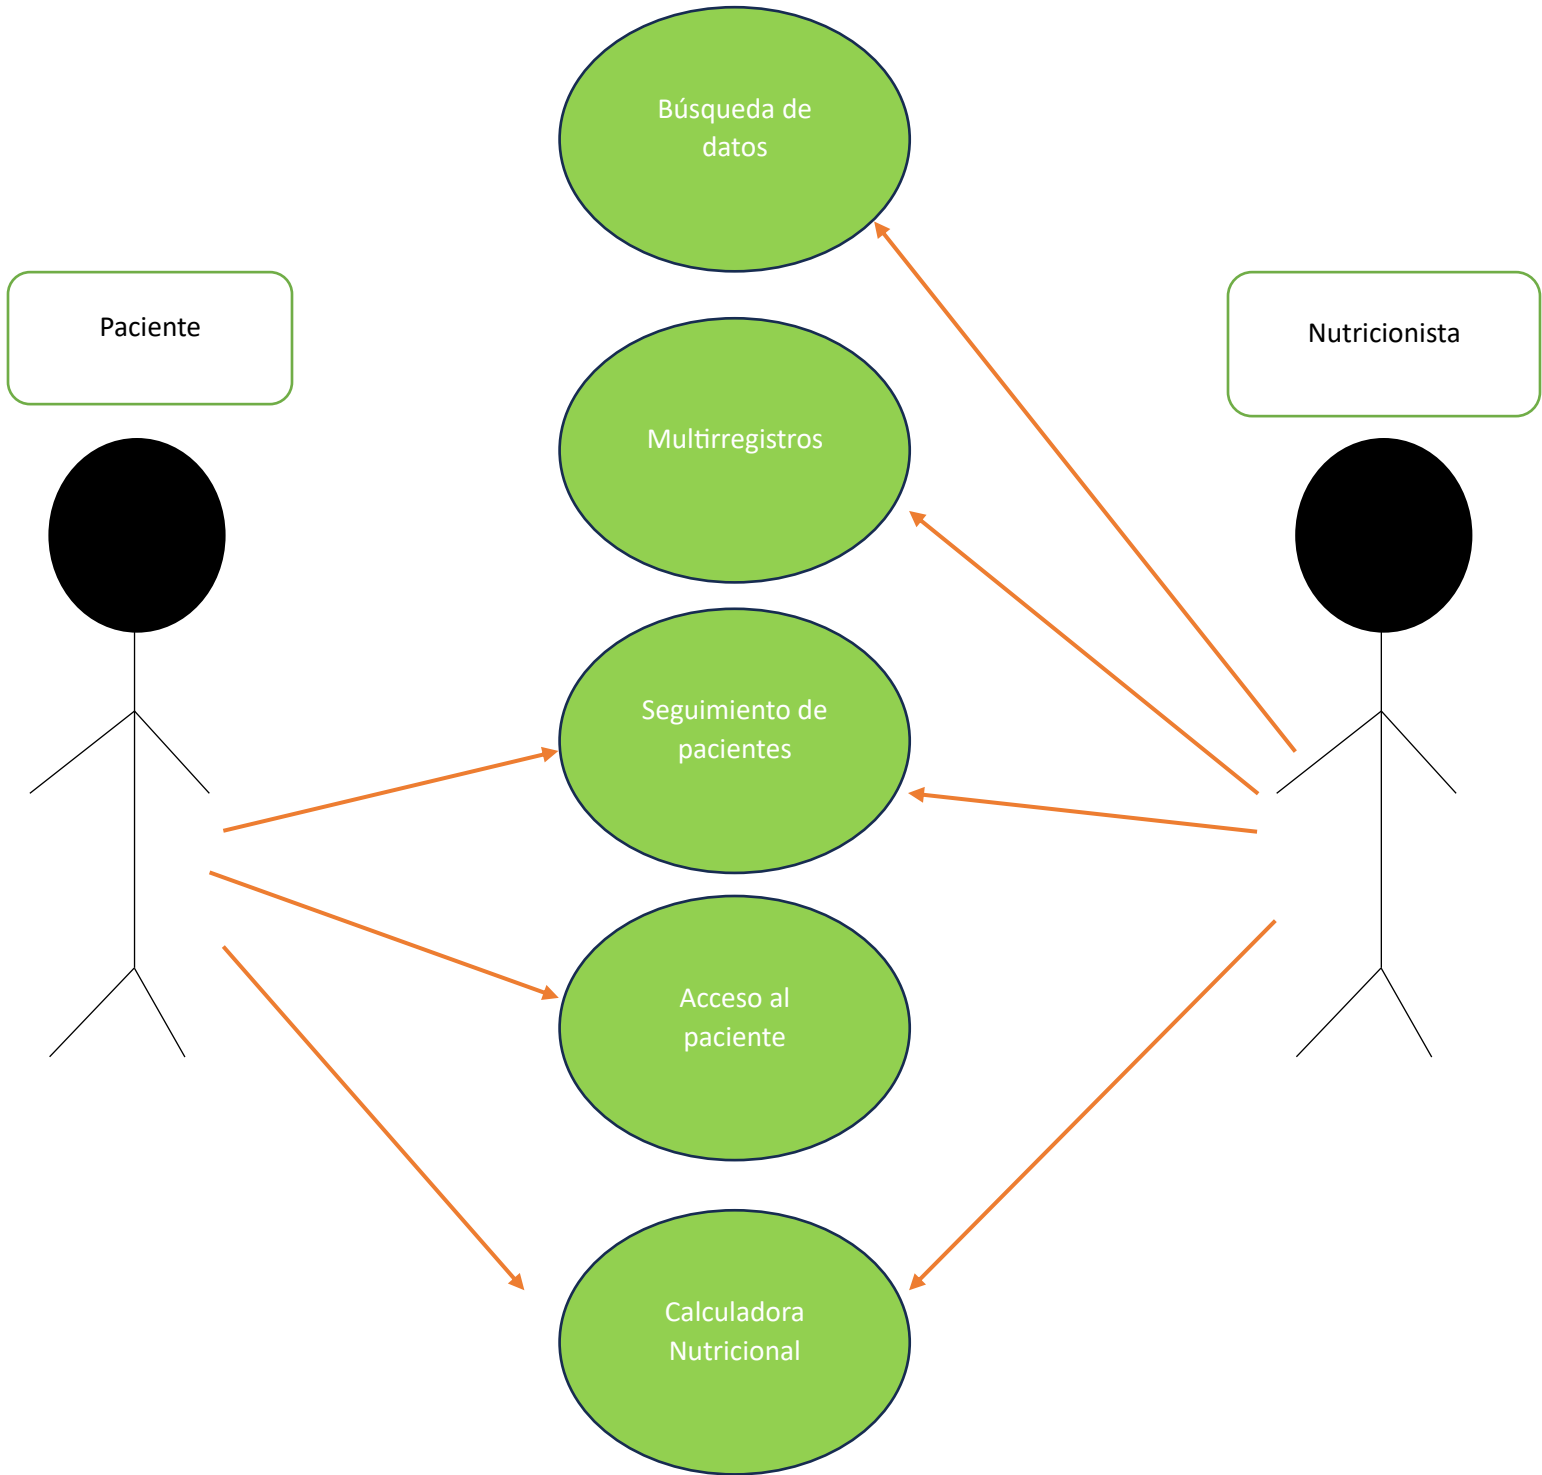 Búsqueda de
datos
Paciente
Nutricionista
Multirregistros
Seguimiento de
pacientes
Acceso al
paciente
Calculadora
Nutricional